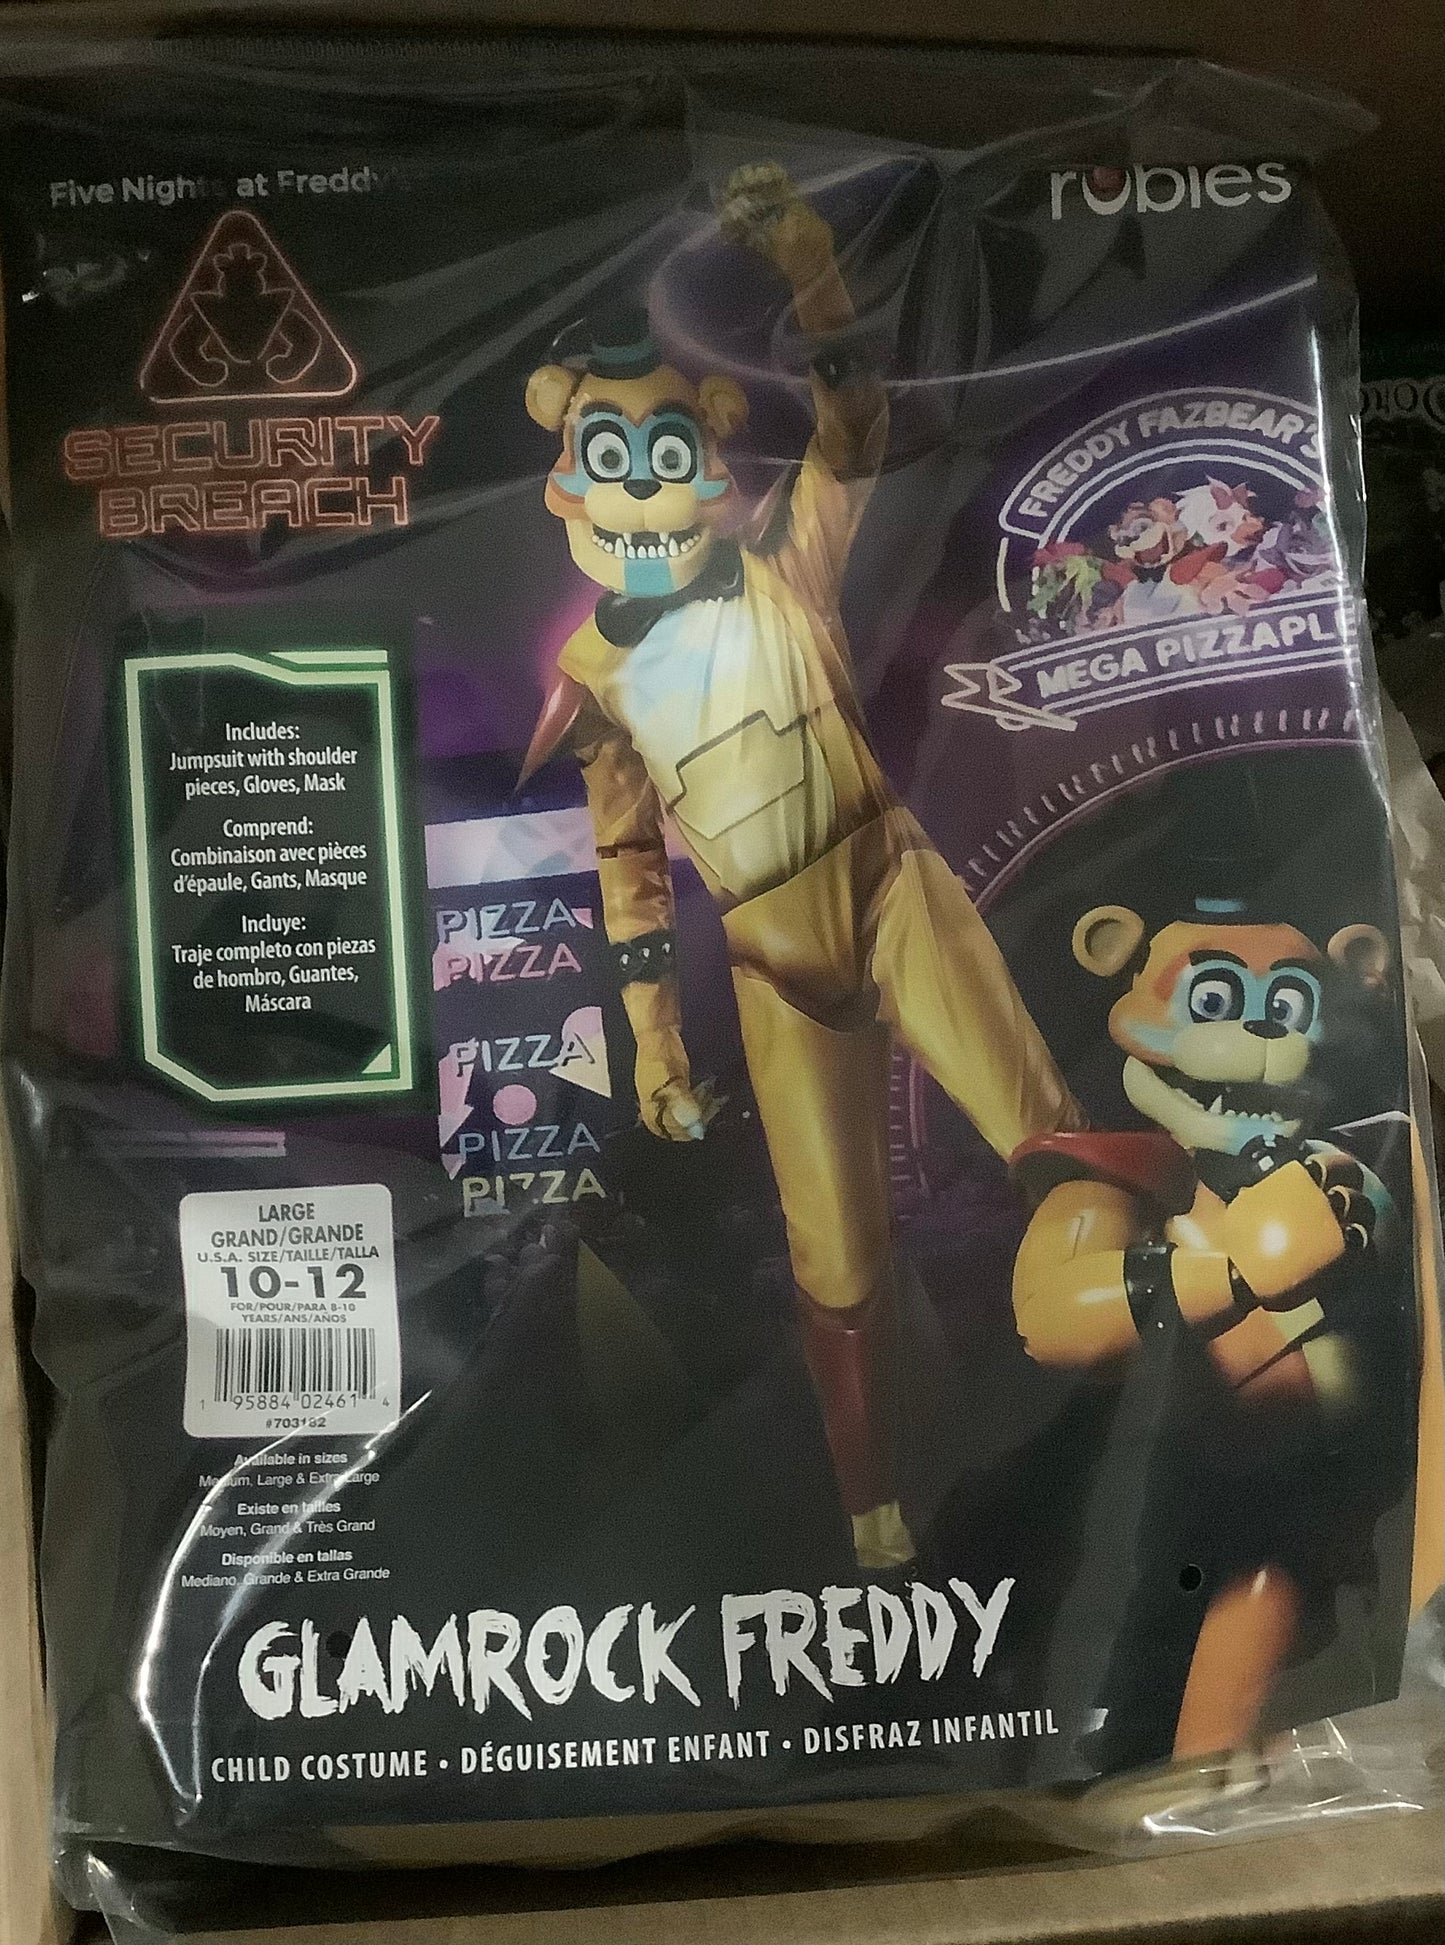 Five Nights at Freddy's
rubies
SECURITY
BREACH
FREDDY FAZBEAR'S
MEGA PIZZAPL
Includes:
Jumpsuit with shoulder
pieces, Gloves, Mask
Comprend:
Combinaison avec pièces
d'épaule, Gants, Masque
Incluye:
Traje completo con piezas
de hombro, Guantes,
Máscara
PIZZA
PIZZA
PIZZA
PIZZA
PIZZA
LARGE
GRAND/GRANDE
U.S.A. SIZE/TAILLE/TALLA
10-12
FOR/POUR/PARA 8-10
YEARS/ANS/AÑOS
1 95884 02461 4
#703182
Available in sizes
Medium, Large & Extra Large
Existe en tailles
Moyen, Grand & Très Grand
Disponible en tallas
Mediano, Grande & Extra Grande
GLAMROCK FREDDY
CHILD COSTUME • DÉGUISEMENT ENFANT • DISFRAZ INFANTIL